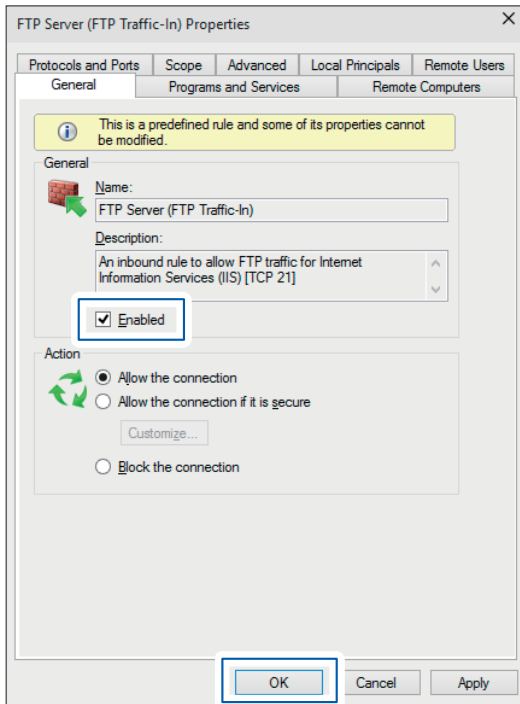 FTP Server (FTP Traffic-In) Properties
Protocols and Ports Scope Advanced Local Principals Remote Users
General Programs and Services Remote Computers
This is a predefined rule and some of its properties cannot
be modified.
General
Name:
FTP Server (FTP Traffic-In)
Description:
An inbound rule to allow FTP traffic for Internet
Information Services (IIS) [TCP 21]
Enabled
Action
Allow the connection
Allow the connection if it is secure
Customize...
Block the connection
OK Cancel Apply